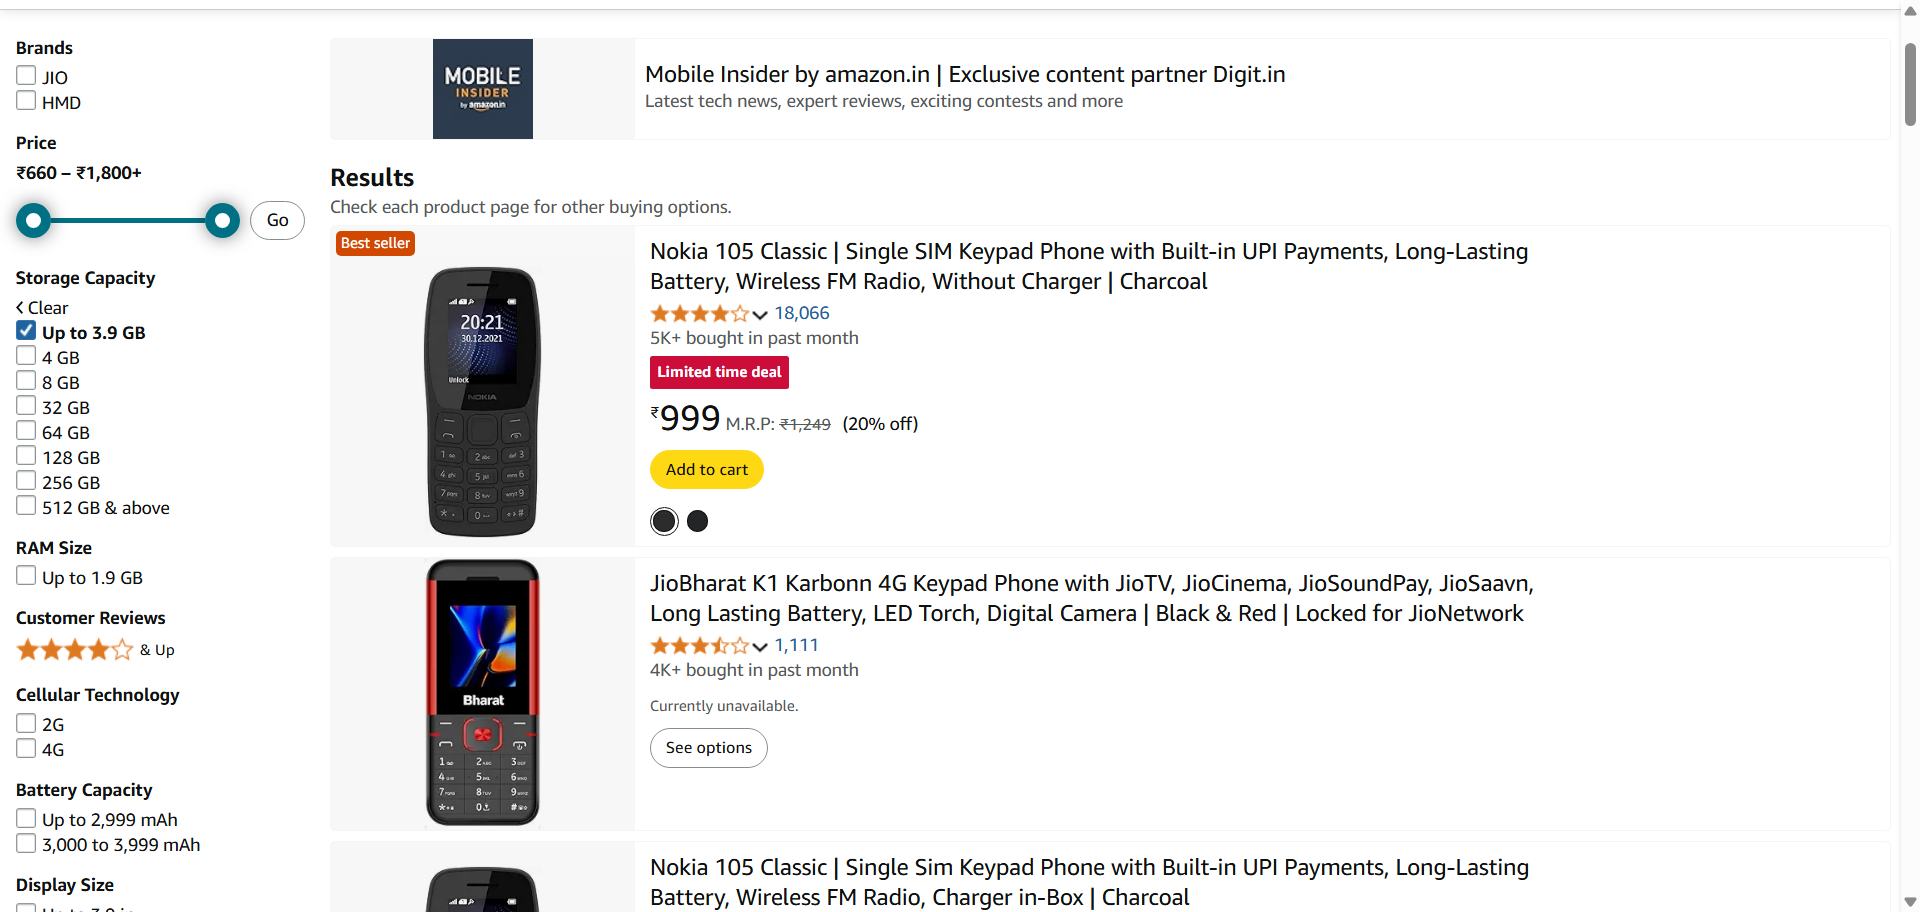 Brands
JIO
HMD
Price
₹660 – ₹1,800+
Go
Storage Capacity
Clear
Up to 3.9 GB
4 GB
8 GB
32 GB
64 GB
128 GB
256 GB
512 GB & above
RAM Size
Up to 1.9 GB
Customer Reviews
& Up
Cellular Technology
2G
4G
Battery Capacity
Up to 2,999 mAh
3,000 to 3,999 mAh
Display Size
MOBILE
INSIDER
by amazon.in
Mobile Insider by amazon.in | Exclusive content partner Digit.in
Latest tech news, expert reviews, exciting contests and more
Results
Check each product page for other buying options.
Best seller
20:21
30.12.2021
Unlock
NOKIA
Nokia 105 Classic | Single SIM Keypad Phone with Built-in UPI Payments, Long-Lasting
Battery, Wireless FM Radio, Without Charger | Charcoal
18,066
5K+ bought in past month
Limited time deal
₹999 M.R.P: ₹1,249 (20% off)
Add to cart
Bharat
JioBharat K1 Karbonn 4G Keypad Phone with JioTV, JioCinema, JioSoundPay, JioSaavn,
Long Lasting Battery, LED Torch, Digital Camera | Black & Red | Locked for JioNetwork
1,111
4K+ bought in past month
Currently unavailable.
See options
Nokia 105 Classic | Single Sim Keypad Phone with Built-in UPI Payments, Long-Lasting
Battery, Wireless FM Radio, Charger in-Box | Charcoal